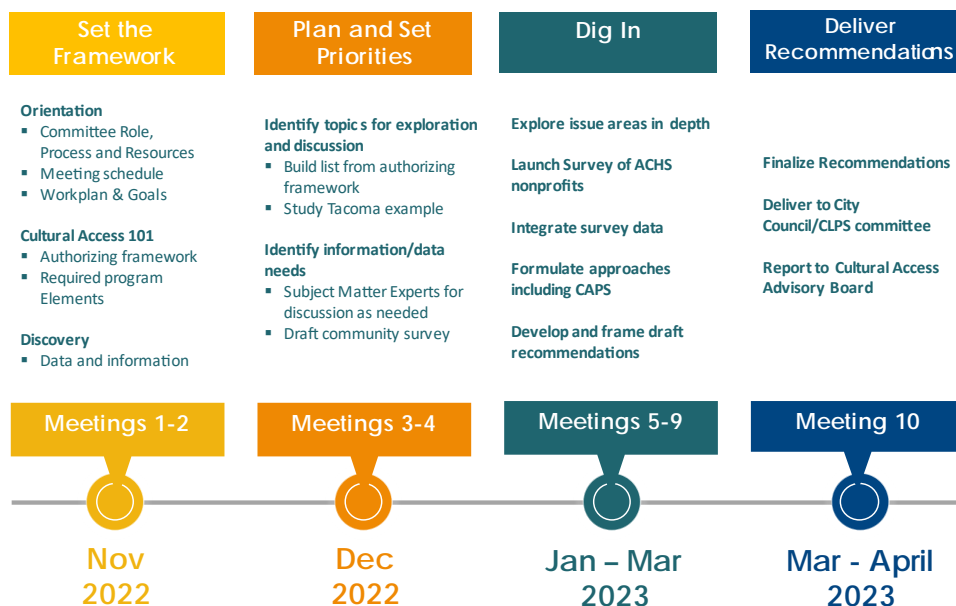 Set the
Framework
Orientation
▪ Committee Role,
Process and Resources
▪ Meeting schedule
▪ Workplan & Goals
Cultural Access 101
▪ Authorizing framework
▪ Required program
Elements
Discovery
▪ Data and information
Meetings 1-2
Nov
2022
Plan and Set
Priorities
Identify topics for exploration
and discussion
▪ Build list from authorizing
framework
▪ Study Tacoma example
Identify information/data
needs
▪ Subject Matter Experts for
discussion as needed
▪ Draft community survey
Meetings 3-4
Dec
2022
Dig In
Explore issue areas in depth
Launch Survey of ACHS
nonprofits
Integrate survey data
Formulate approaches
including CAPS
Develop and frame draft
recommendations
Meetings 5-9
Jan – Mar
2023
Deliver
Recommendations
Finalize Recommendations
Deliver to City
Council/CLPS committee
Report to Cultural Access
Advisory Board
Meeting 10
Mar - April
2023